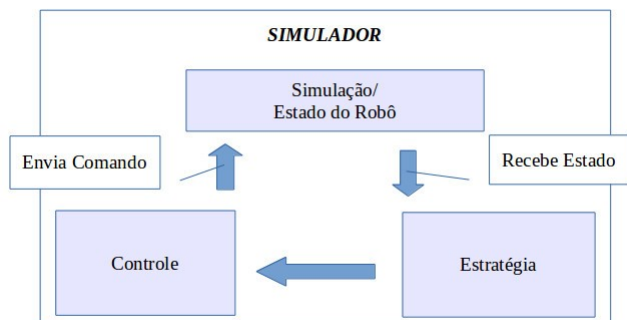 SIMULADOR
Simulação/
Estado do Robô
Envia Comando
Recebe Estado
Controle
Estratégia